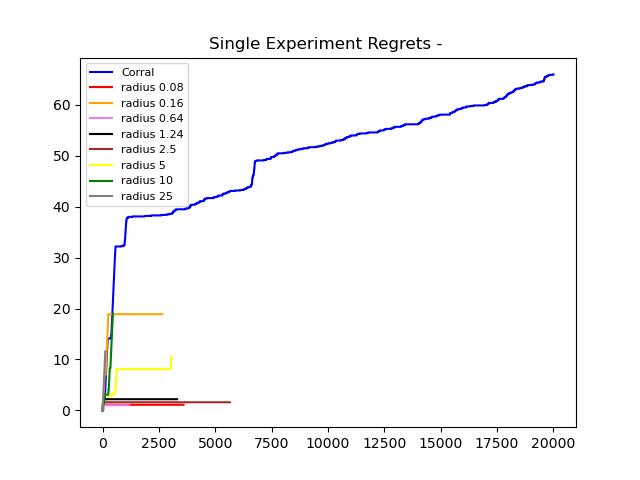 Single Experiment Regrets -
Corral
radius 0.08
radius 0.16
radius 0.64
radius 1.24
radius 2.5
radius 5
radius 10
radius 25
60
50
40
30
20
10
0
0 2500 5000 7500 10000 12500 15000 17500 20000